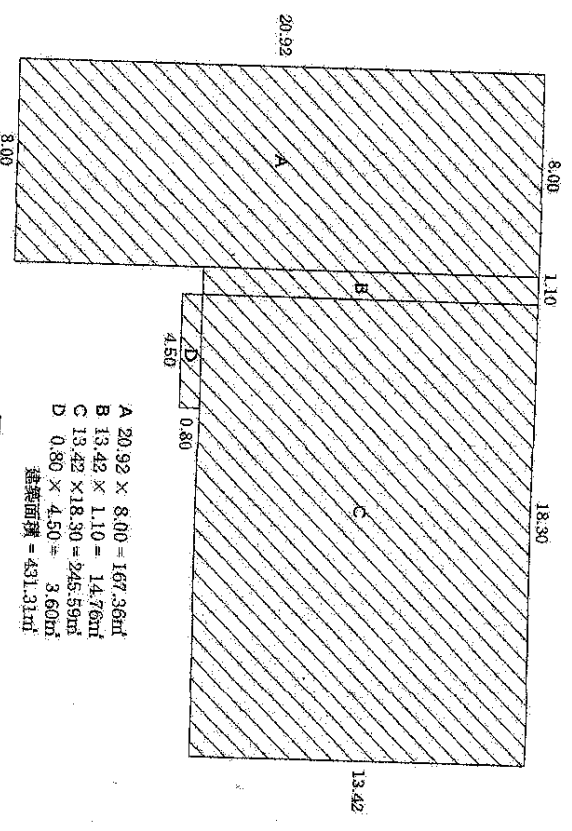 20.92
8.00
1.10
18.30
A
B
C
D
8.00
4.50
0.80
13.42
A 20.92 × 8.00 = 167.36㎡
B 13.42 × 1.10 = 14.76㎡
C 13.42 ×18.30 = 245.59㎡
D 0.80 × 4.50 = 3.60㎡
建築面積 = 431.31㎡